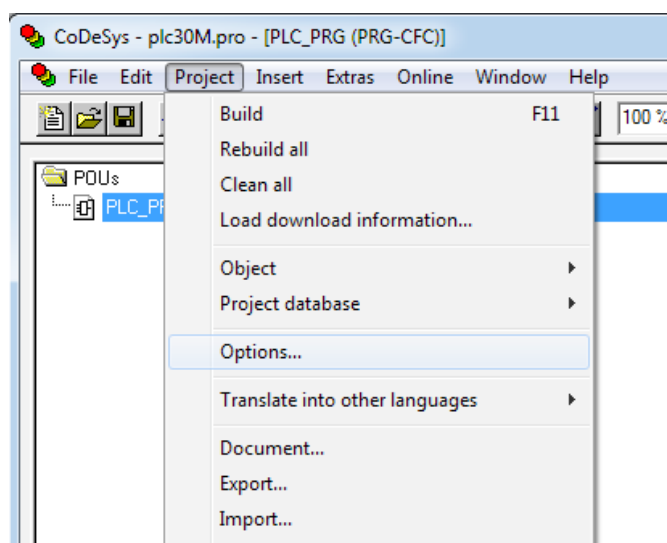 CoDeSys - plc30M.pro - [PLC_PRG (PRG-CFC)]
File Edit Project Insert Extras Online Window Help
100 %
POUs
Build F11
Rebuild all
Clean all
Load download information...
Object
Project database
Options...
Translate into other languages
Document...
Export...
Import...